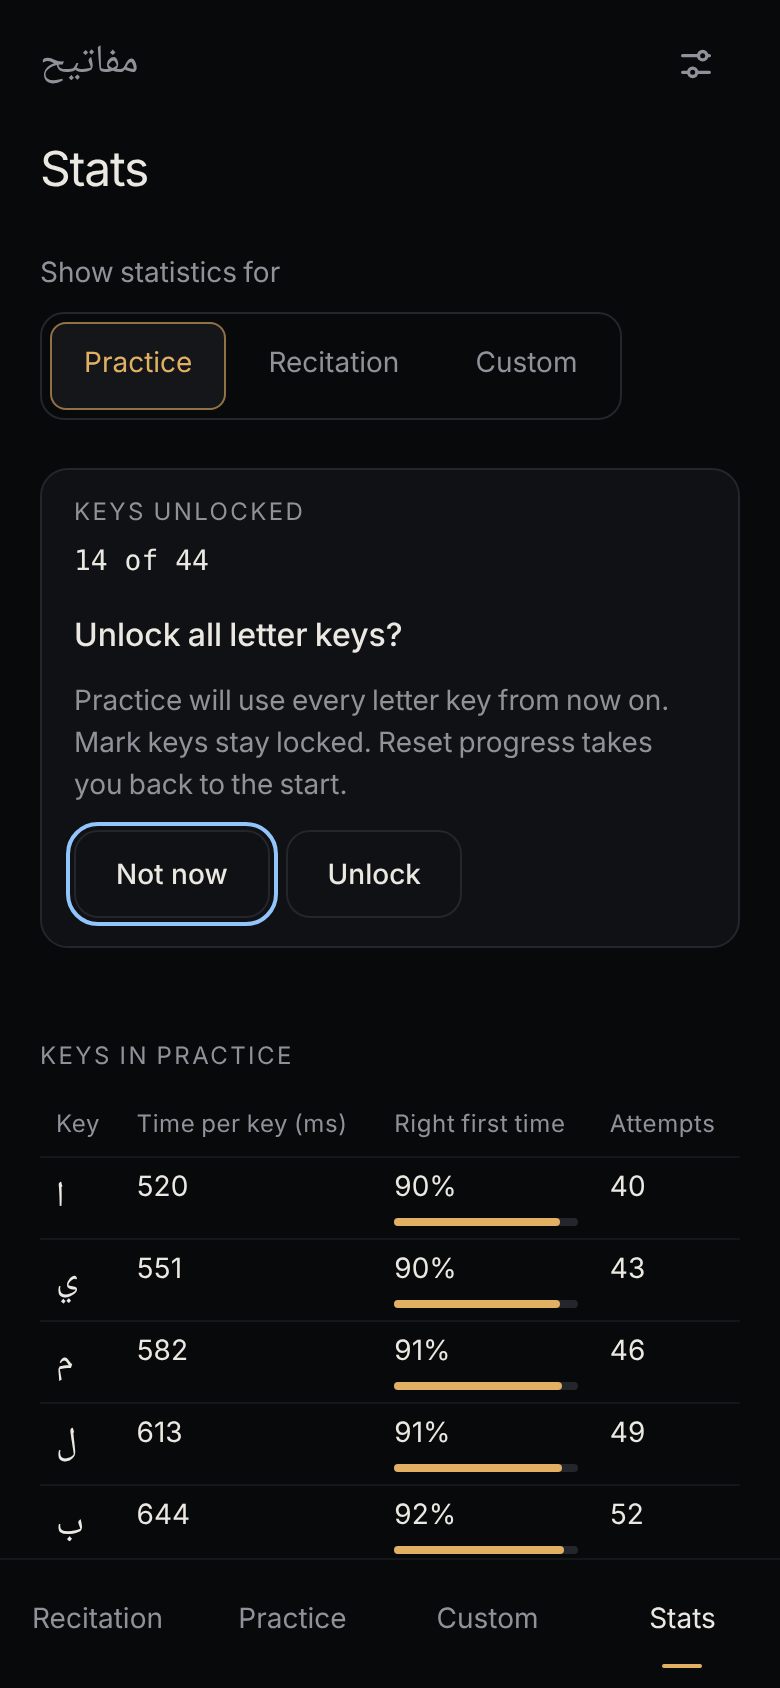 مفاتيح
Stats
Show statistics for
Practice Recitation Custom
KEYS UNLOCKED
14 of 44
Unlock all letter keys?
Practice will use every letter key from now on.
Mark keys stay locked. Reset progress takes
you back to the start.
Not now Unlock
KEYS IN PRACTICE
Key Time per key (ms) Right first time Attempts
ا 520 90% 40
ي 551 90% 43
م 582 91% 46
ل 613 91% 49
ب 644 92% 52
Recitation Practice Custom Stats